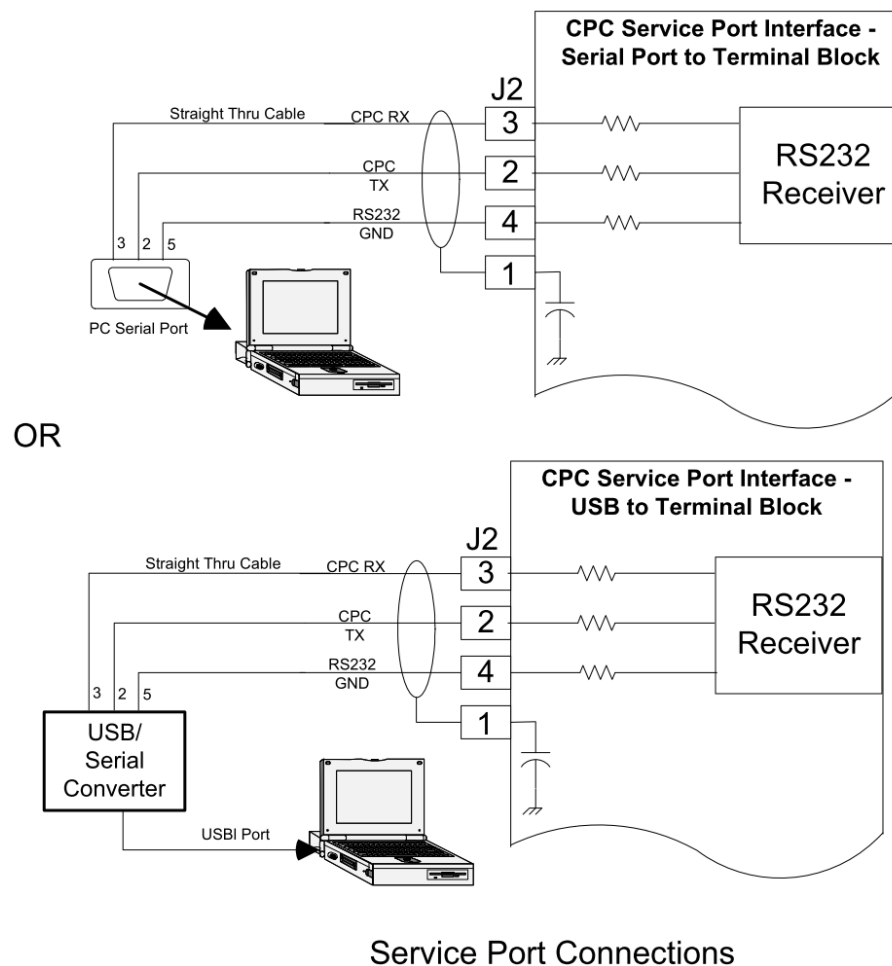 CPC Service Port Interface -
Serial Port to Terminal Block
J2
Straight Thru Cable
CPC RX
3
CPC
TX
2
RS232
GND
4
1
RS232
Receiver
3 2 5
PC Serial Port
OR
CPC Service Port Interface -
USB to Terminal Block
J2
Straight Thru Cable
CPC RX
3
CPC
TX
2
RS232
GND
4
1
RS232
Receiver
3 2 5
USB/
Serial
Converter
USBI Port
Service Port Connections